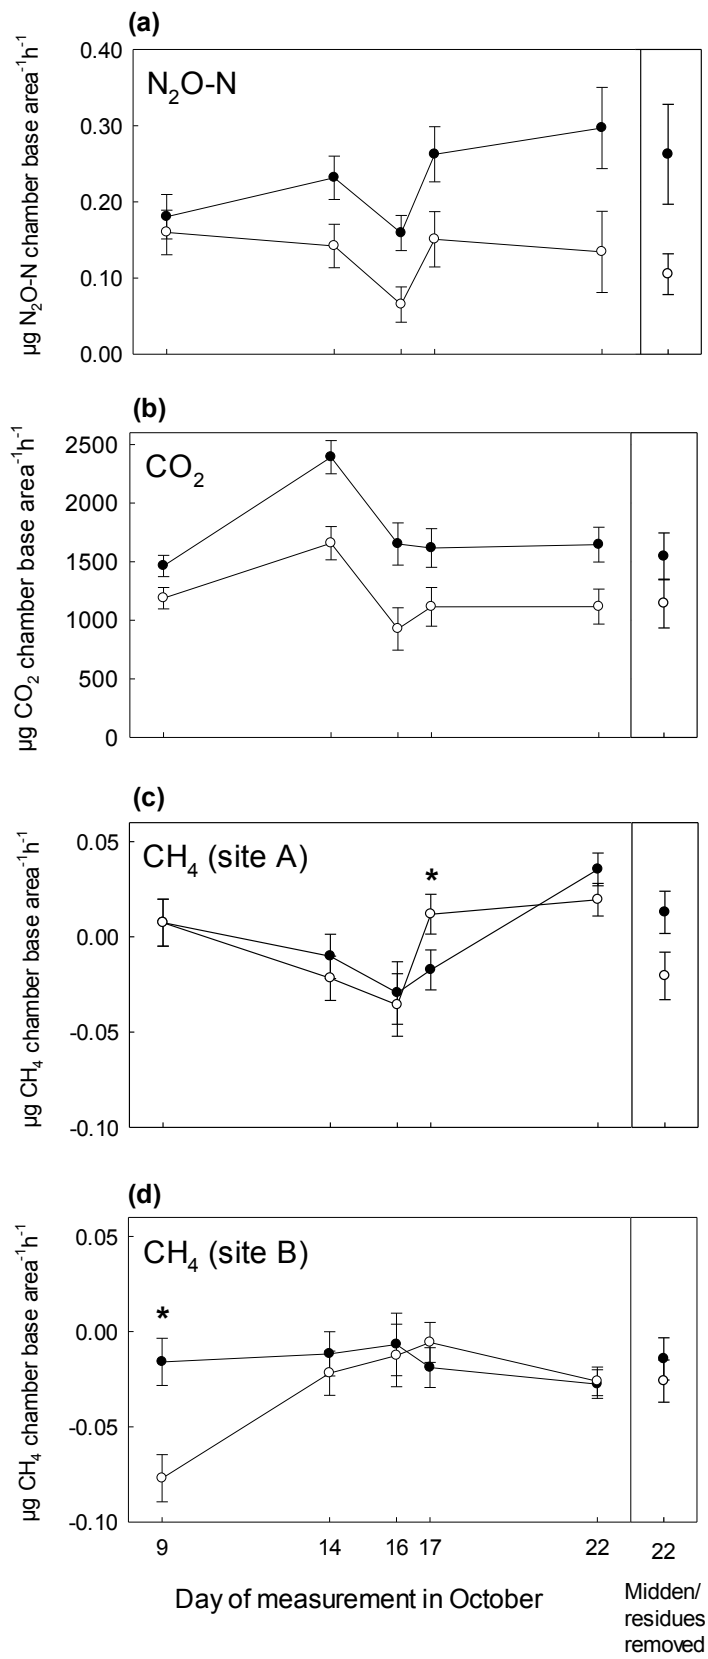 (a)
N₂O-N
0.40
0.30
0.20
0.10
0.00
µg N₂O-N chamber base area⁻¹h⁻¹
(b)
CO₂
2500
2000
1500
1000
500
0
µg CO₂ chamber base area⁻¹h⁻¹
(c)
CH₄ (site A)
*
0.05
0.00
-0.05
-0.10
µg CH₄ chamber base area⁻¹h⁻¹
(d)
CH₄ (site B)
*
0.05
0.00
-0.05
-0.10
µg CH₄ chamber base area⁻¹h⁻¹
9 14 16 17 22 22
Day of measurement in October
Midden/
residues
removed